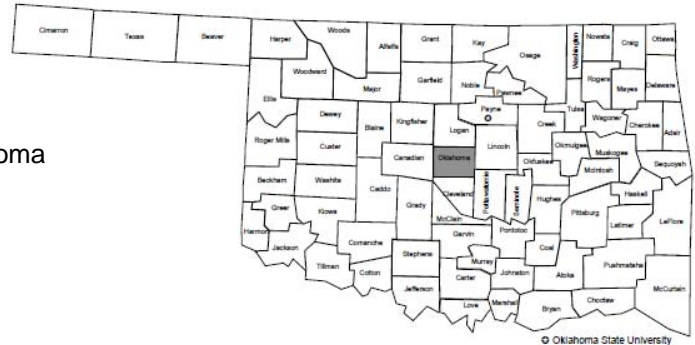 Cimarron Texas Beaver Harper Woods Alfalfa Grant Kay Osage Washington Nowata Craig Ottawa
Woodward Major Garfield Noble Pawnee Rogers Mayes Delaware
Ellis Dewey Blaine Kingfisher Logan Payne Creek Tulsa Wagoner Cherokee Adair
Roger Mills Custer Canadian Oklahoma Lincoln Okfuskee Okmulgee Muskogee Sequoyah
oma
Beckham Washita Caddo Grady Cleveland Pottawatomie Seminole Hughes McIntosh Haskell
Greer Kiowa McClain Pittsburg Latimer LeFlore
Harmon Jackson Comanche Stephens Garvin Pontotoc Coal Pushmataha
Tillman Cotton Jefferson Carter Murray Johnston Atoka McCurtain
Love Marshall Bryan Choctaw
Oklahoma State University